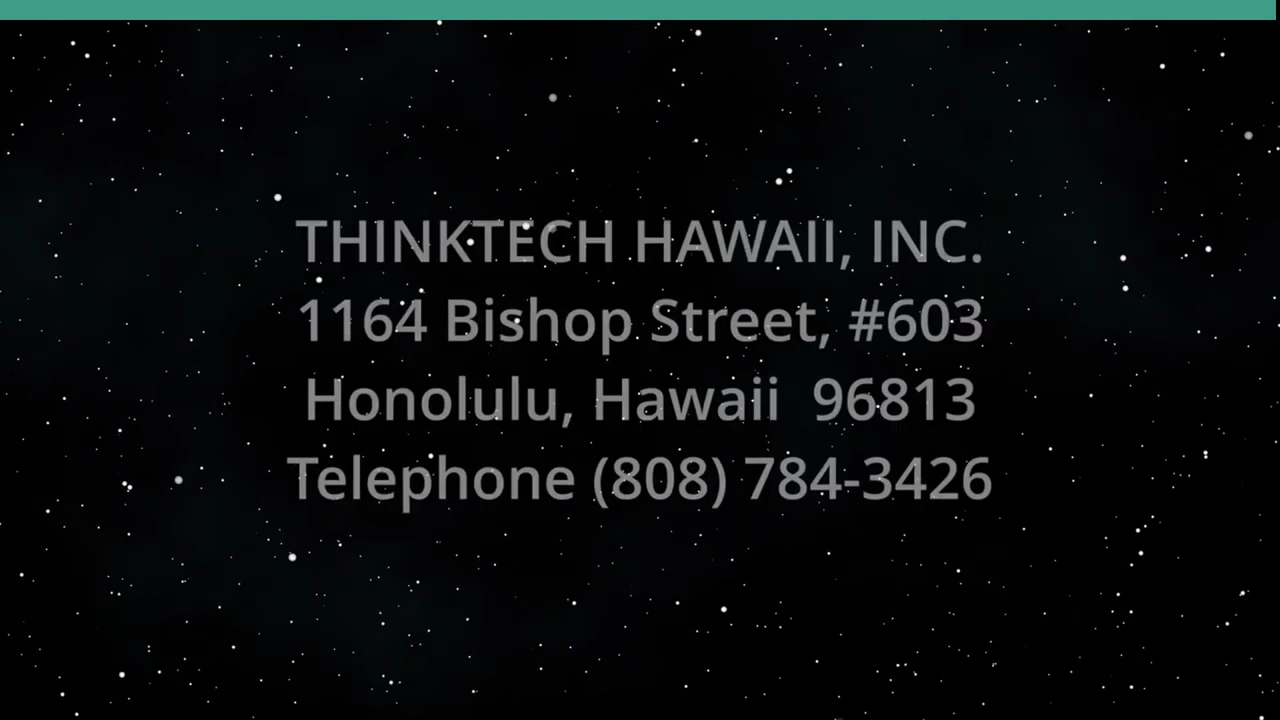 THINKTECH HAWAII, INC.
1164 Bishop Street, #603
Honolulu, Hawaii 96813
Telephone (808) 784-3426